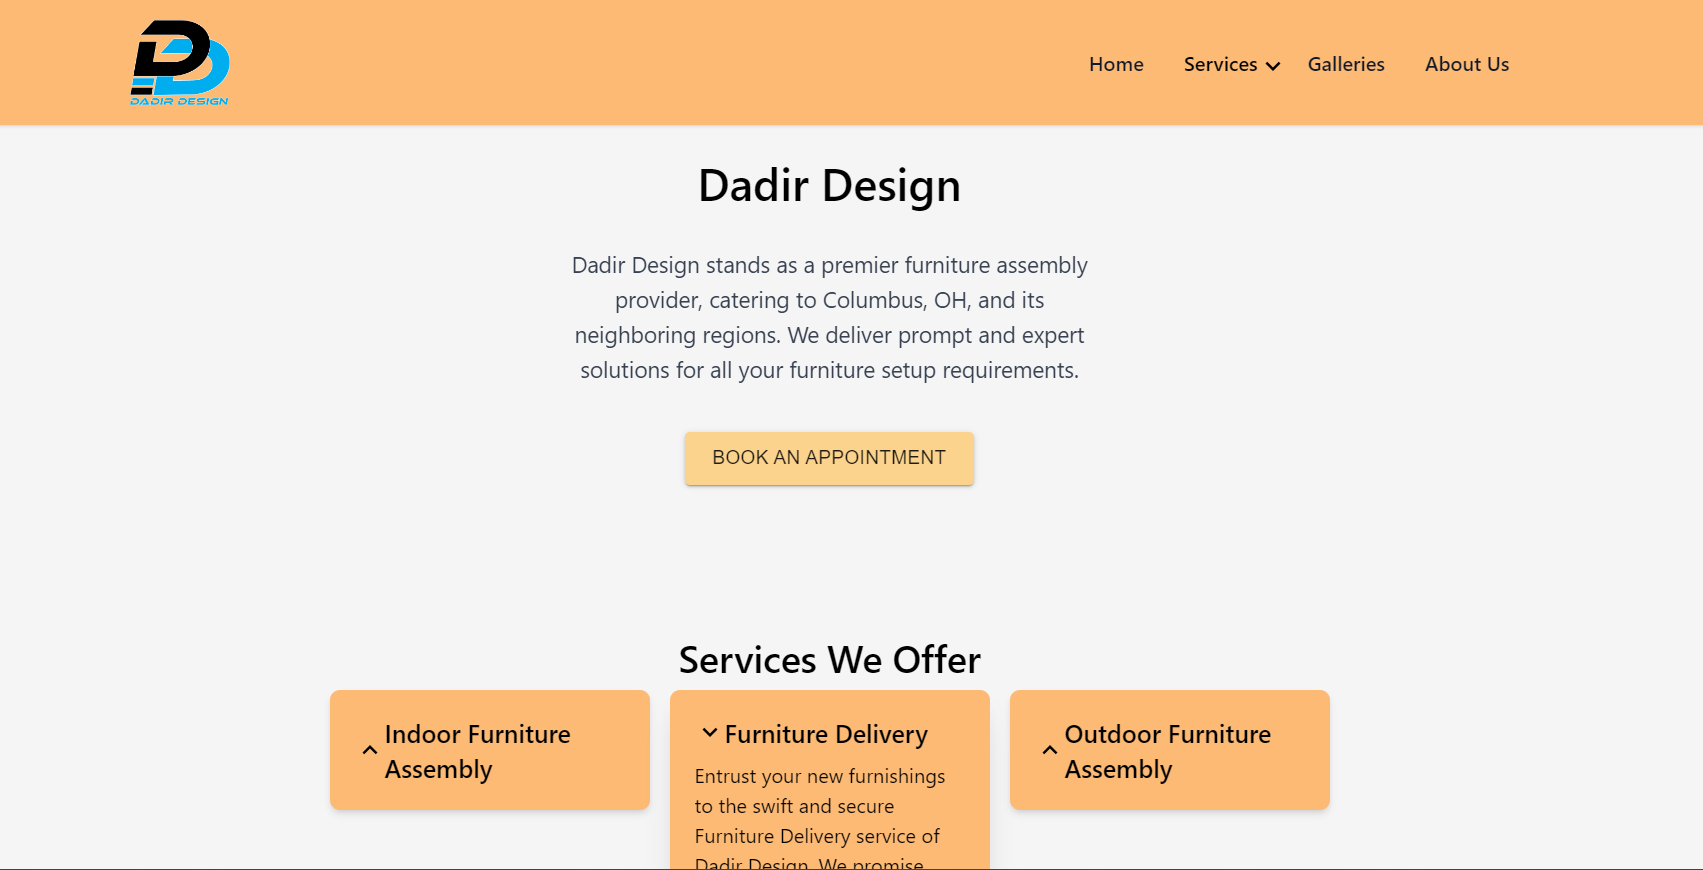 DADIR DESIGN
Home Services Galleries About Us
Dadir Design
Dadir Design stands as a premier furniture assembly
provider, catering to Columbus, OH, and its
neighboring regions. We deliver prompt and expert
solutions for all your furniture setup requirements.
BOOK AN APPOINTMENT
Services We Offer
Indoor Furniture
Assembly
Furniture Delivery
Entrust your new furnishings
to the swift and secure
Furniture Delivery service of
Dadir Design. We promise
Outdoor Furniture
Assembly